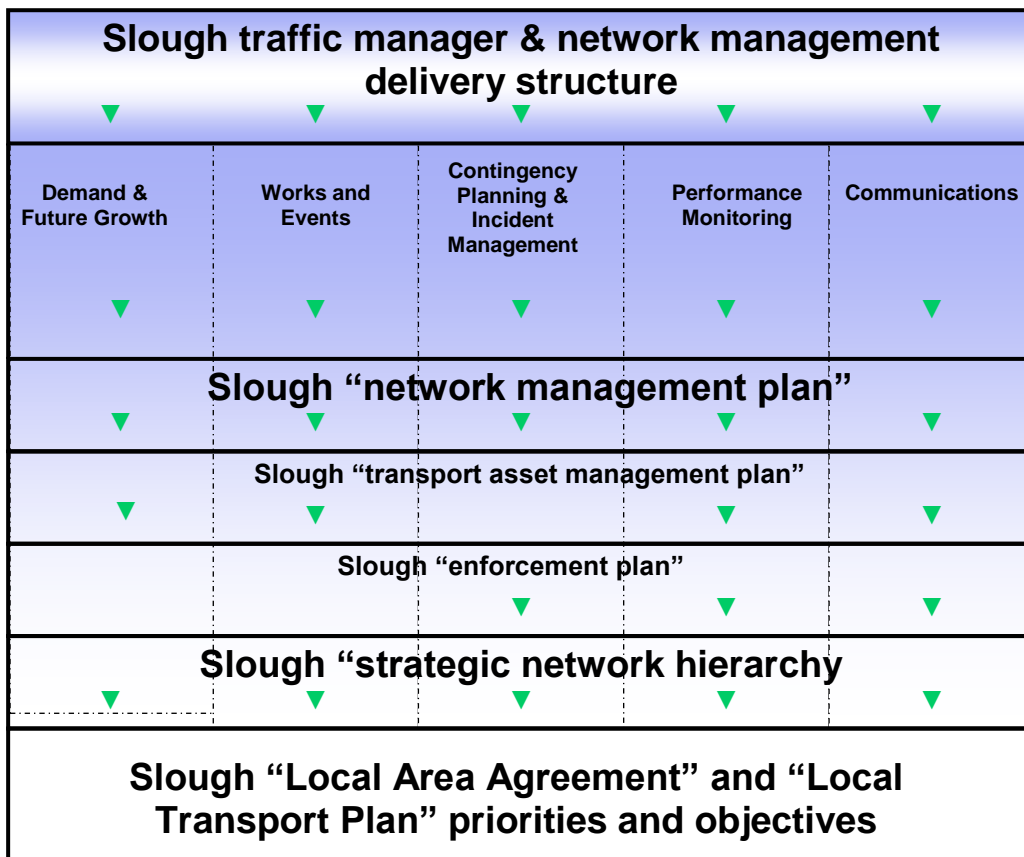 Slough traffic manager & network management
delivery structure
Demand &
Future Growth
Works and
Events
Contingency
Planning &
Incident
Management
Performance
Monitoring
Communications
Slough “network management plan”
Slough “transport asset management plan”
Slough “enforcement plan”
Slough “strategic network hierarchy
Slough “Local Area Agreement” and “Local
Transport Plan” priorities and objectives